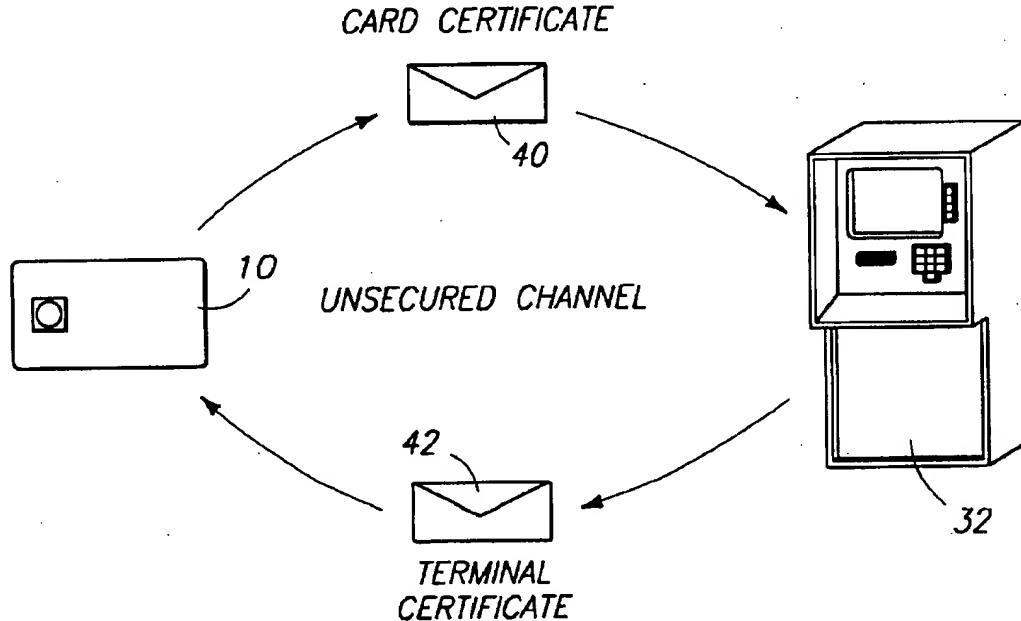 CARD CERTIFICATE
40
10
UNSECURED CHANNEL
42
32
TERMINAL
CERTIFICATE